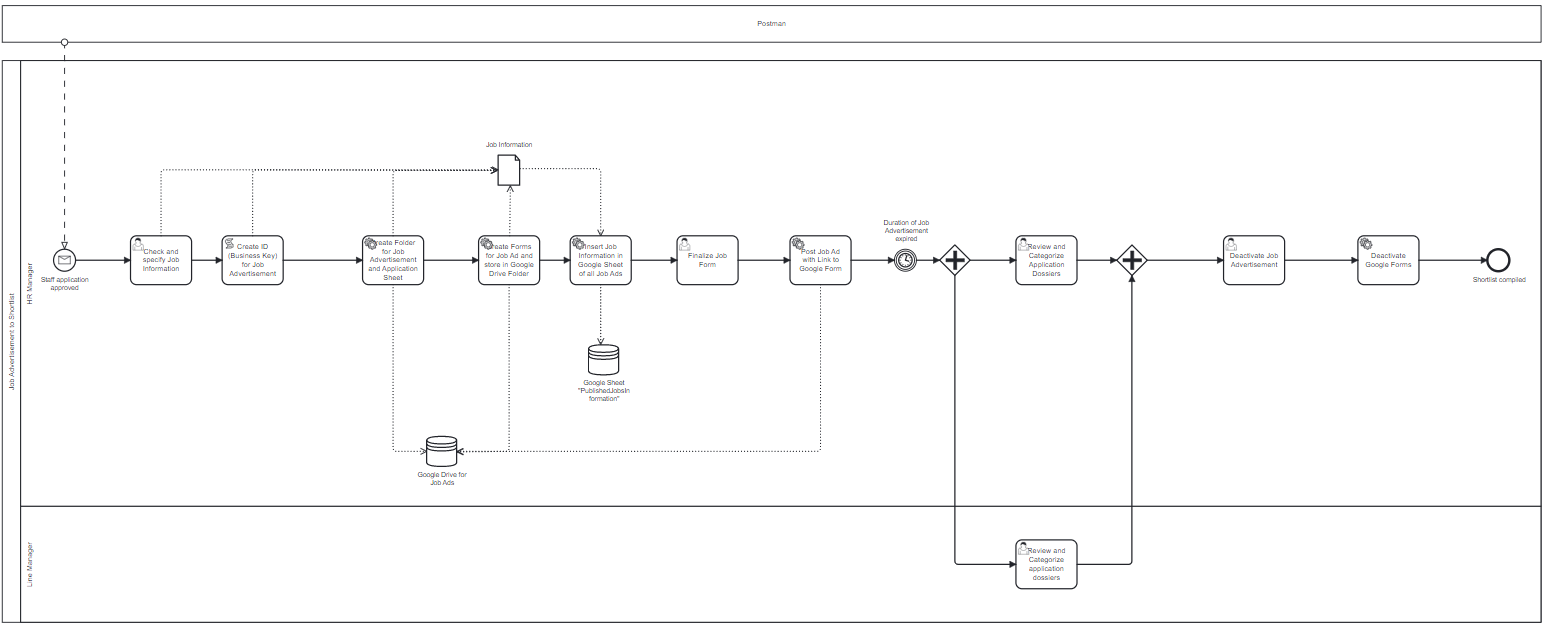 Postman
Job Advertisement to Shortlist
HR Manager
Line Manager
Job Information
Staff application
approved
Check and
specify Job
Information
Create ID
(Business Key)
for Job
Advertisement
Create Folder
for Job
Advertisement
and Application
Sheet
Create Forms
for Job Ad and
store in Google
Drive Folder
Insert Job
Information in
Google Sheet
of all Job Ads
Finalize Job
Form
Post Job Ad
with Link to
Google Form
Duration of Job
Advertisement
expired
Review and
Categorize
Application
Dossiers
Deactivate Job
Advertisement
Deactivate
Google Forms
Shortlist compiled
Google Sheet
"PublishedJobsIn
formation"
Google Drive for
Job Ads
Review and
Categorize
application
dossiers